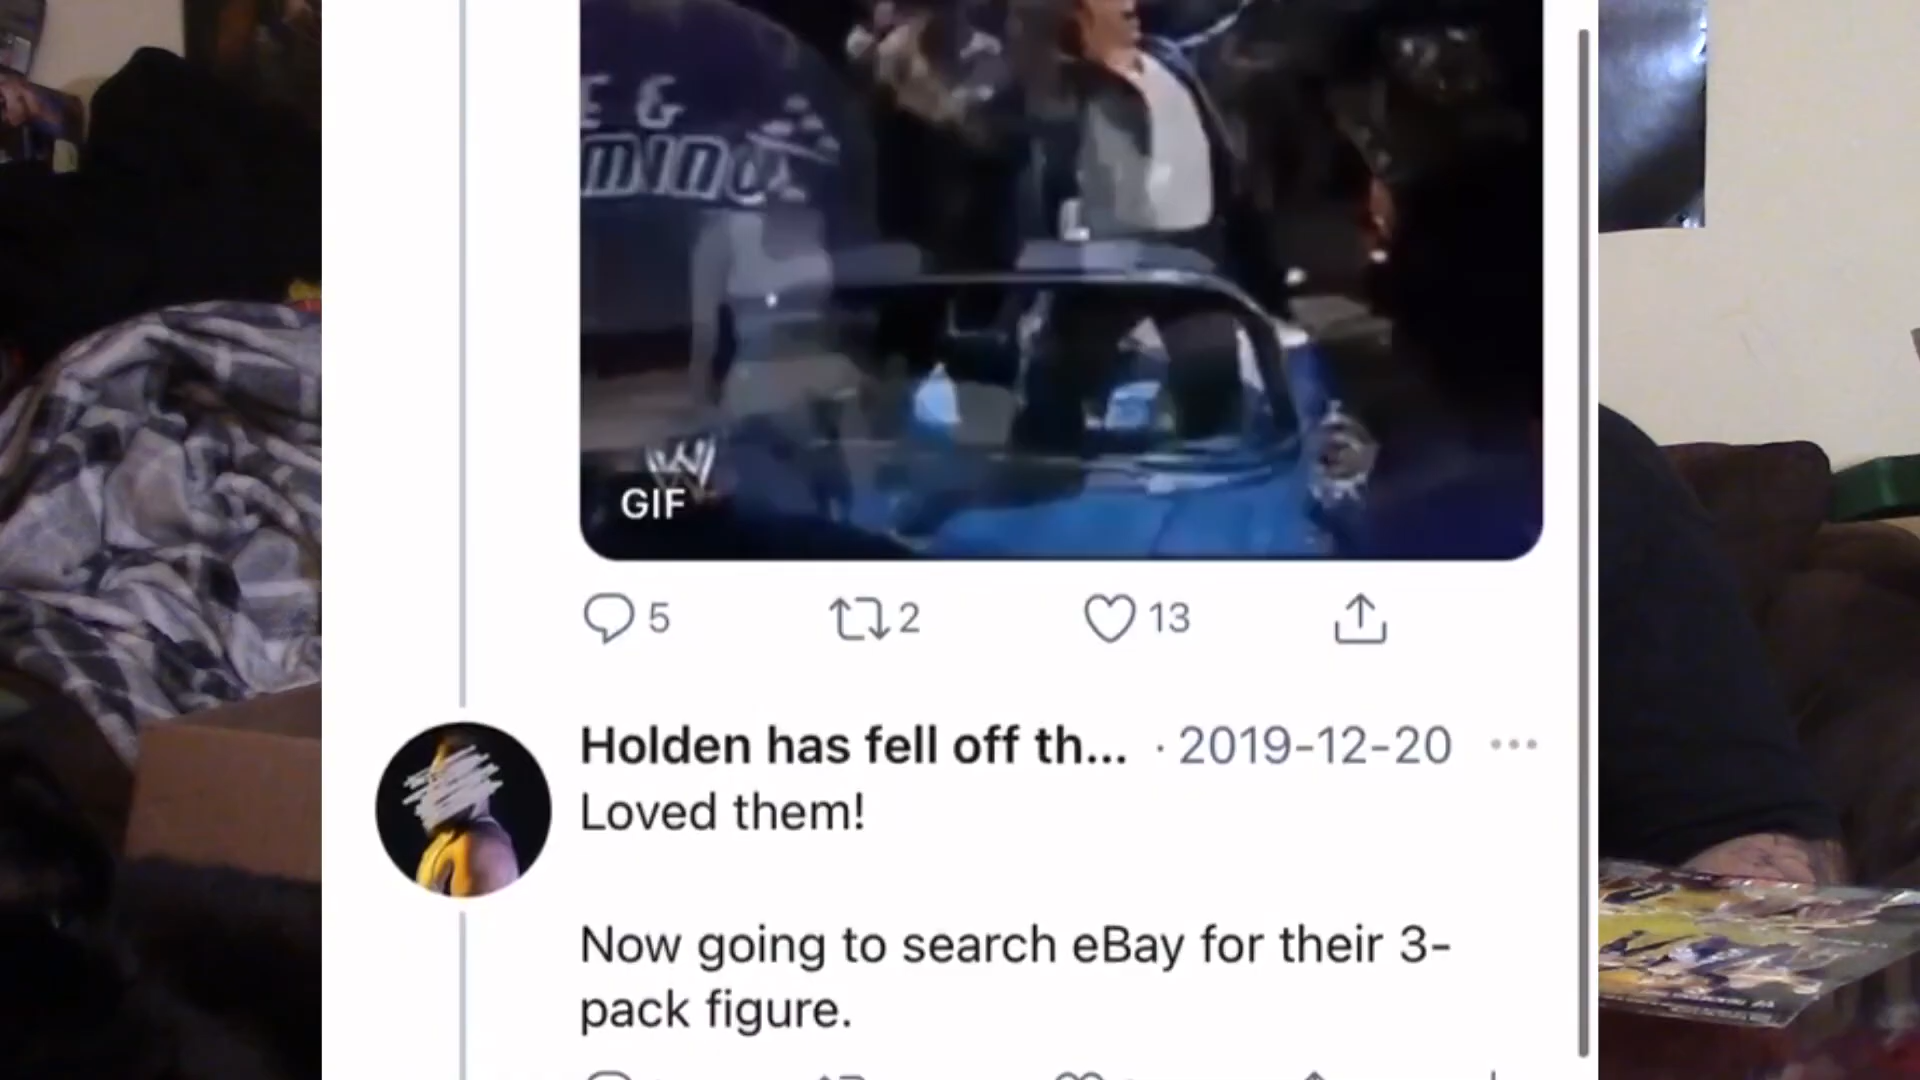 E &
W
GIF
5
2
13
Holden has fell off th... · 2019-12-20 ...
Loved them!
Now going to search eBay for their 3-
pack figure.